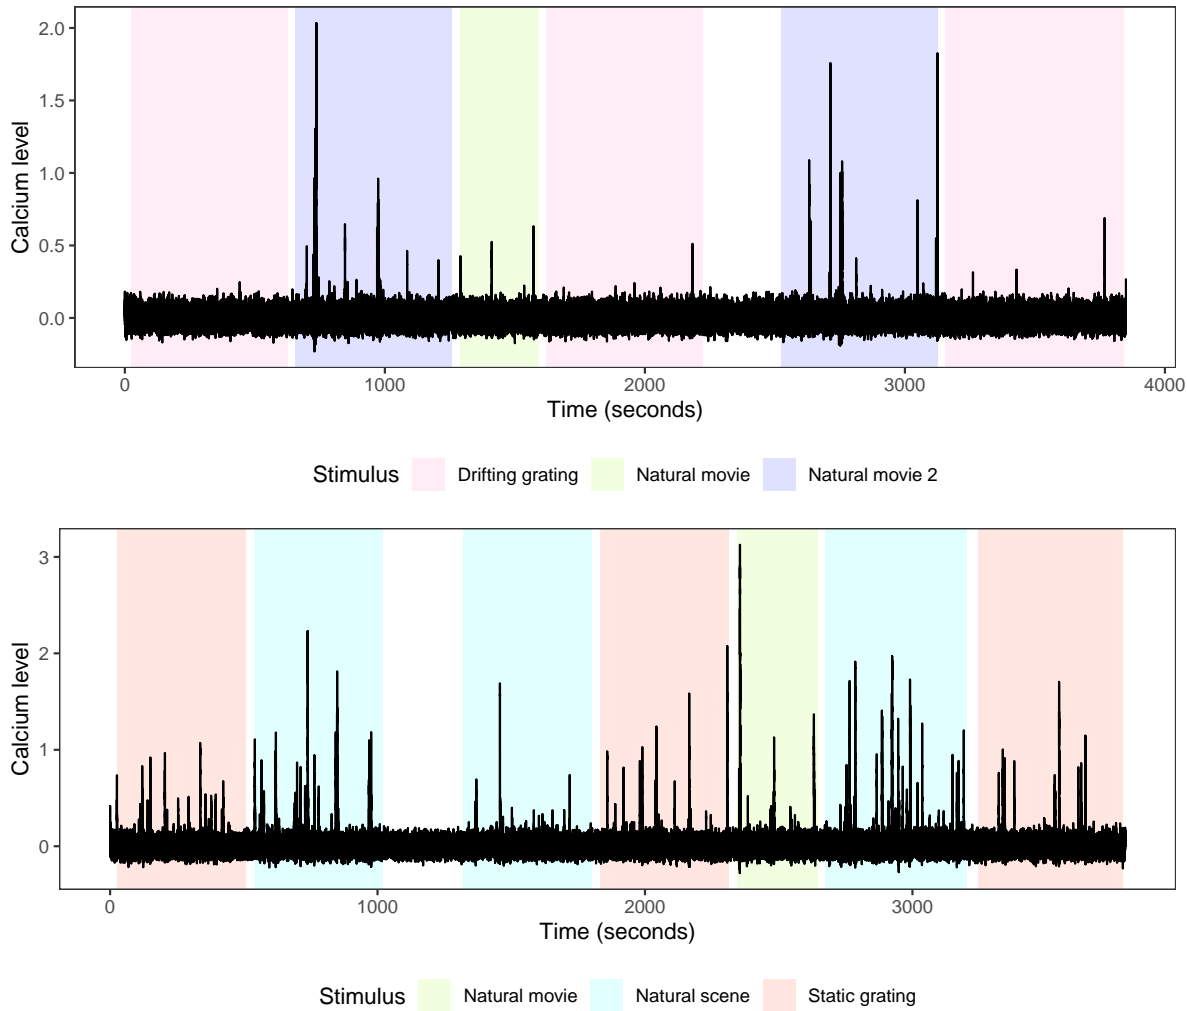 2.0
1.5
1.0
0.5
0.0
Calcium level
0 1000 2000 3000 4000
Time (seconds)
Stimulus Drifting grating Natural movie Natural movie 2
3
2
1
0
Calcium level
0 1000 2000 3000
Time (seconds)
Stimulus Natural movie Natural scene Static grating